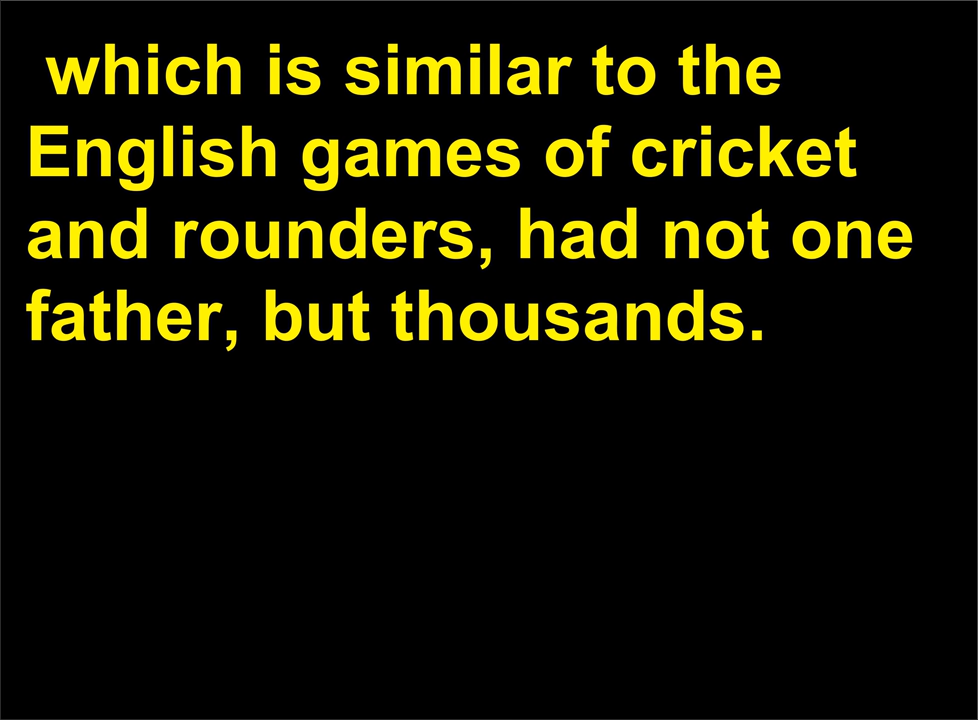 which is similar to the
English games of cricket
and rounders, had not one
father, but thousands.